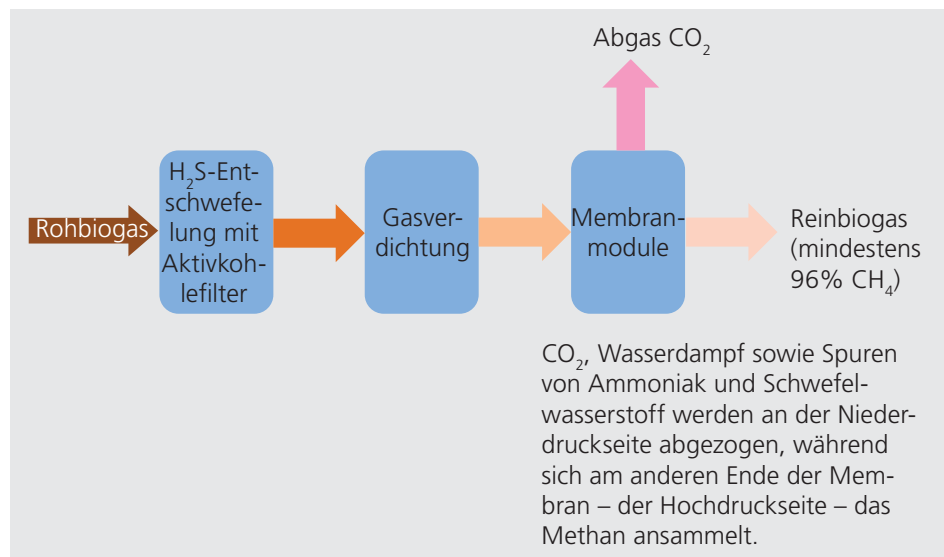 Abgas CO₂
Rohbiogas
H₂S-Ent-
schwefe-
lung mit
Aktivkoh-
lefilter
Gasver-
dichtung
Membran-
module
Reinbiogas
(mindestens
96% CH₄)
CO₂, Wasserdampf sowie Spuren
von Ammoniak und Schwefel-
wasserstoff werden an der Nieder-
druckseite abgezogen, während
sich am anderen Ende der Mem-
bran – der Hochdruckseite – das
Methan ansammelt.